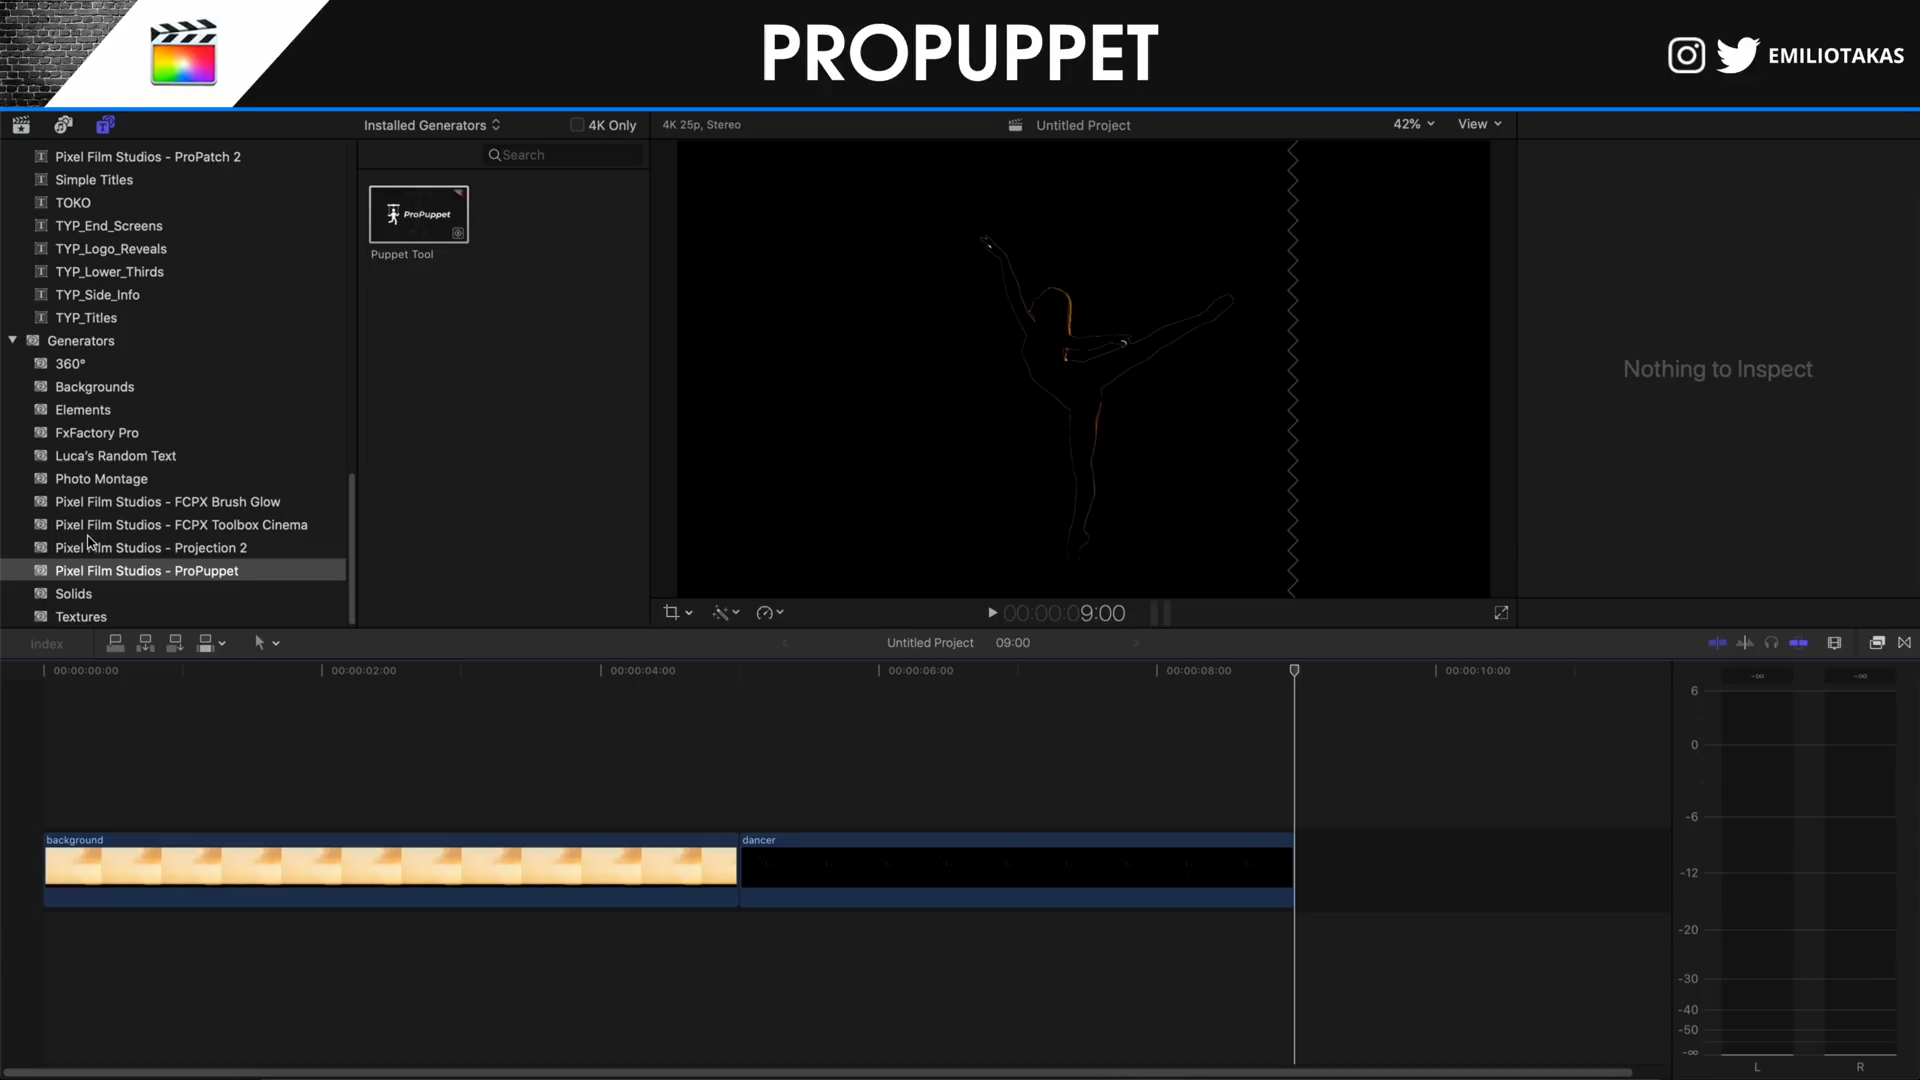 PROPUPPET
EMILIOTAKAS
Installed Generators
4K Only
4K 25p, Stereo
Untitled Project
42%
View
Search
Pixel Film Studios - ProPatch 2
Simple Titles
TOKO
TYP_End_Screens
TYP_Logo_Reveals
TYP_Lower_Thirds
TYP_Side_Info
TYP_Titles
Generators
360°
Backgrounds
Elements
FxFactory Pro
Luca's Random Text
Photo Montage
Pixel Film Studios - FCPX Brush Glow
Pixel Film Studios - FCPX Toolbox Cinema
Pixel Film Studios - Projection 2
Pixel Film Studios - ProPuppet
Solids
Textures
ProPuppet
Puppet Tool
Nothing to Inspect
00:00:09:00
Index
Untitled Project 09:00
00:00:00:00
00:00:02:00
00:00:04:00
00:00:06:00
00:00:08:00
00:00:10:00
background
dancer
-∞ -∞
6
0
-6
-12
-20
-30
-40
-50
-∞
L R